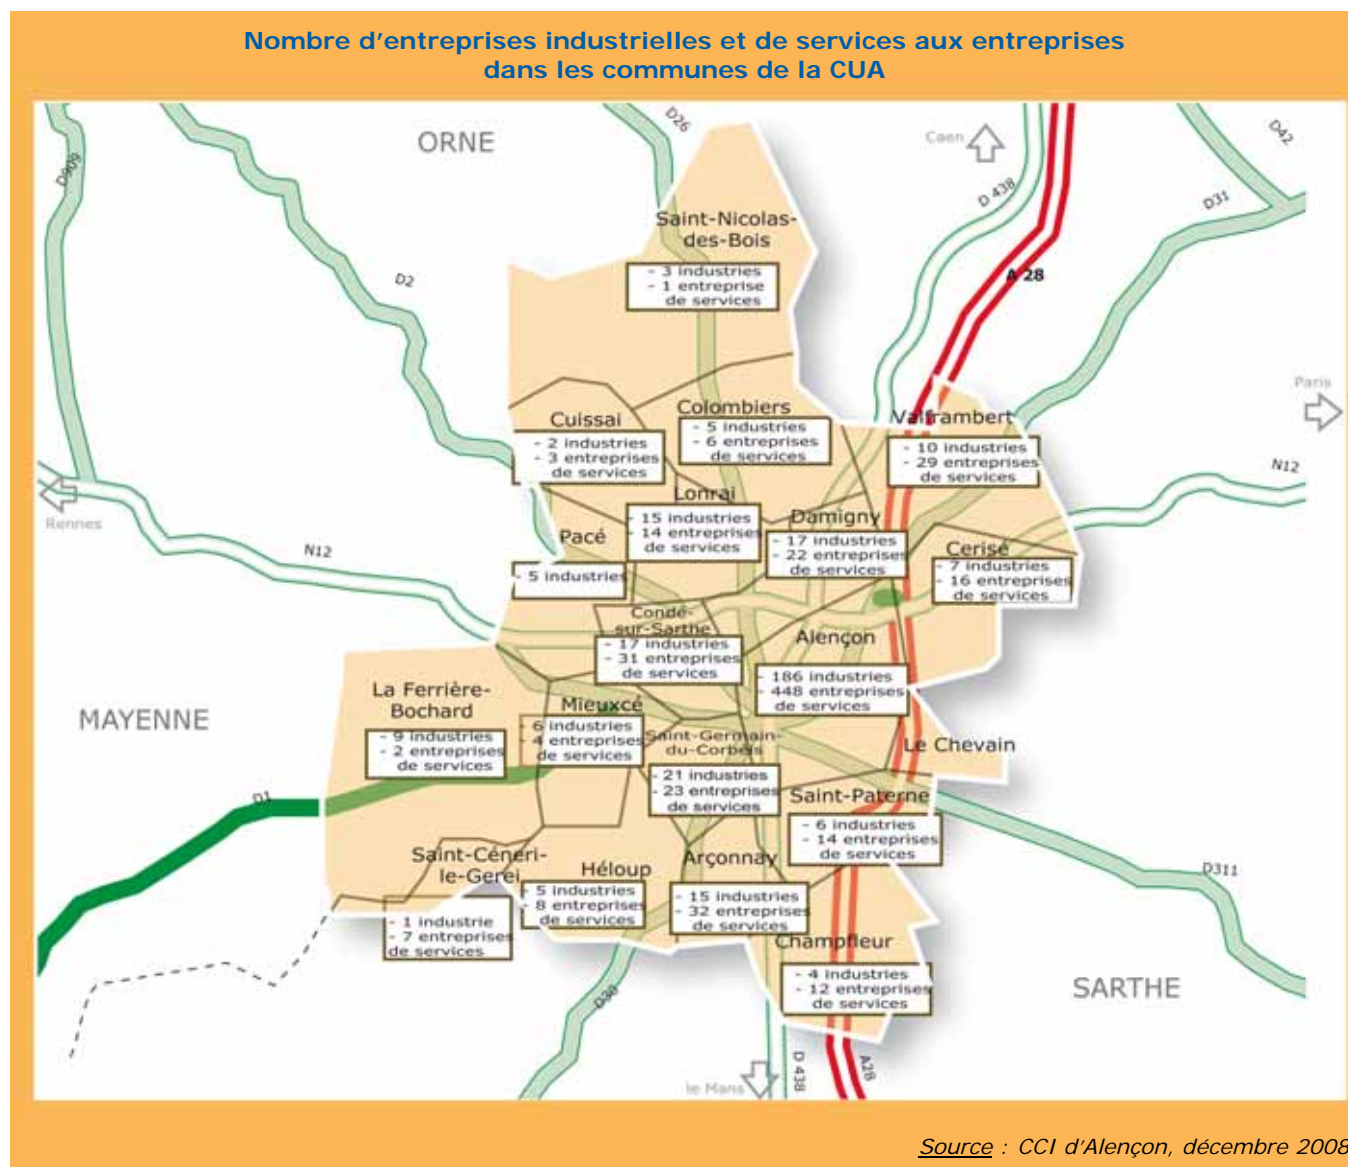 Nombre d'entreprises industrielles et de services aux entreprises
dans les communes de la CUA
ORNE
D26
Caen
D42
D909
D 438
D31
Saint-Nicolas-
des-Bois
- 3 industries
- 1 entreprise
de services
D2
A 28
Paris
Cuissai
- 2 industries
- 3 entreprises
de services
Colombiers
- 5 industries
- 6 entreprises
de services
Valframbert
- 10 industries
- 29 entreprises
de services
N12
Rennes
Lonrai
- 15 industries
- 14 entreprises
de services
Damigny
- 17 industries
- 22 entreprises
de services
Pacé
- 5 industries
Cerisé
- 7 industries
- 16 entreprises
de services
N12
Condé-
sur-Sarthe
- 17 industries
- 31 entreprises
de services
Alençon
- 186 industries
- 448 entreprises
de services
MAYENNE
La Ferrière-
Bochard
- 9 industries
- 2 entreprises
de services
Mieuxcé
- 6 industries
- 4 entreprises
de services
Saint-Germain-
du-Corbéis
- 21 industries
- 23 entreprises
de services
Le Chevain
D1
Saint-Paterne
- 6 industries
- 14 entreprises
de services
Saint-Céneri-
le-Gerei
- 1 industrie
- 7 entreprises
de services
Héloup
- 5 industries
- 8 entreprises
de services
Arçonnay
- 15 industries
- 32 entreprises
de services
D311
Champfleur
- 4 industries
- 12 entreprises
de services
SARTHE
D30
le Mans
D 438
A28
Source : CCI d'Alençon, décembre 2008